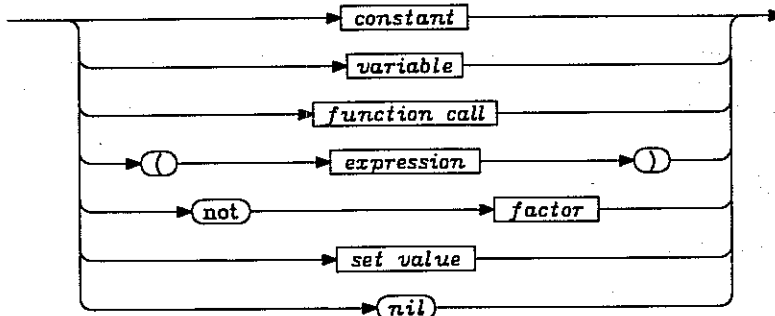 constant
variable
function call
( expression )
not factor
set value
nil